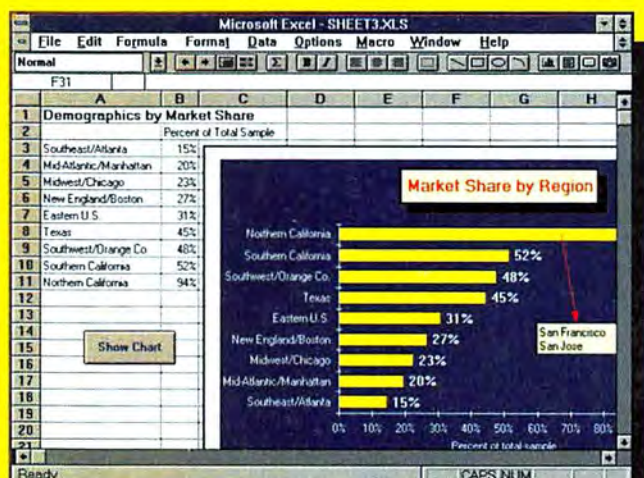 Microsoft Excel - SHEET3.XLS
File Edit Formula Format Data Options Macro Window Help
Normal
F31
A B C D E F G H
1 Demographics by Market Share
2 Percent of Total Sample
3 Southeast/Atlanta 15%
4 Mid-Atlantic/Manhattan 20%
5 Midwest/Chicago 23%
6 New England/Boston 27%
7 Eastern U.S. 31%
8 Texas 45%
9 Southwest/Orange Co. 48%
10 Southern California 52%
11 Northern California 94%
12
13
14
15
16
17
18
19
20
21
Show Chart
Market Share by Region
Northern California
Southern California 52%
Southwest/Orange Co. 48%
Texas 45%
Eastern U.S. 31%
New England/Boston 27%
Midwest/Chicago 23%
Mid-Atlantic/Manhattan 20%
Southeast/Atlanta 15%
San Francisco
San Jose
0% 10% 20% 30% 40% 50% 60% 70% 80%
Percent of total sample
Ready CAPS NUM